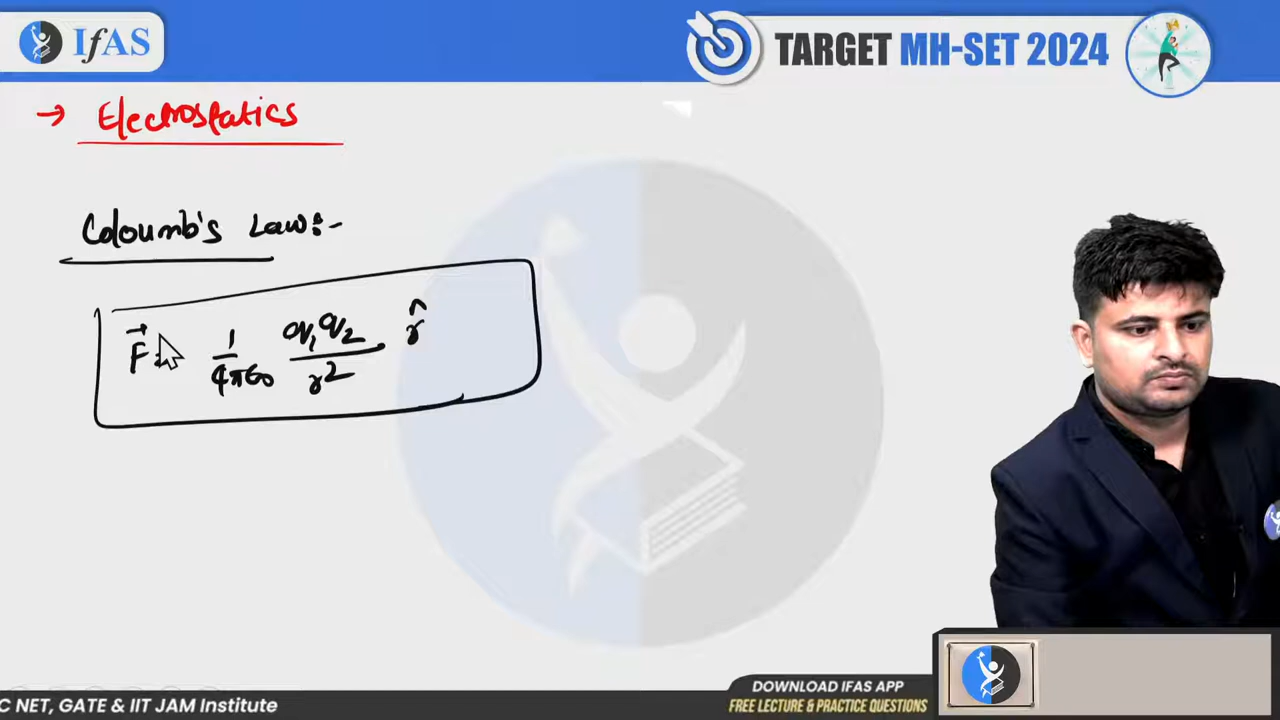 IfAS
TARGET MH-SET 2024
→ Electrostatics
Coloumb's Law:-
F⃗ = 1/4πε₀ q₁q₂/r² r̂
DOWNLOAD IFAS APP
C NET, GATE & IIT JAM Institute
FREE LECTURE & PRACTICE QUESTIONS